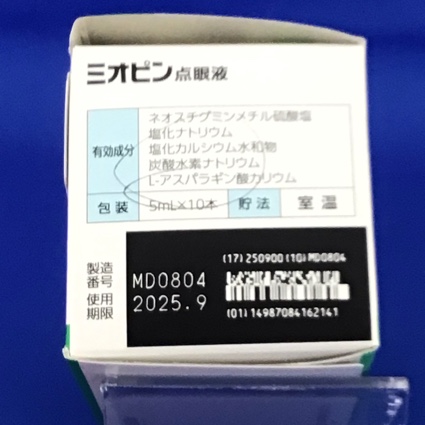 ミオピン点眼液
有効成分
ネオスチグミンメチル硫酸塩
塩化ナトリウム
塩化カルシウム水和物
炭酸水素ナトリウム
L-アスパラギン酸カリウム
包装 5mL×10本 貯法 室温
製造番号 MD0804
使用期限 2025.9
(17)250900(10)MD0804
(01)14987084162141